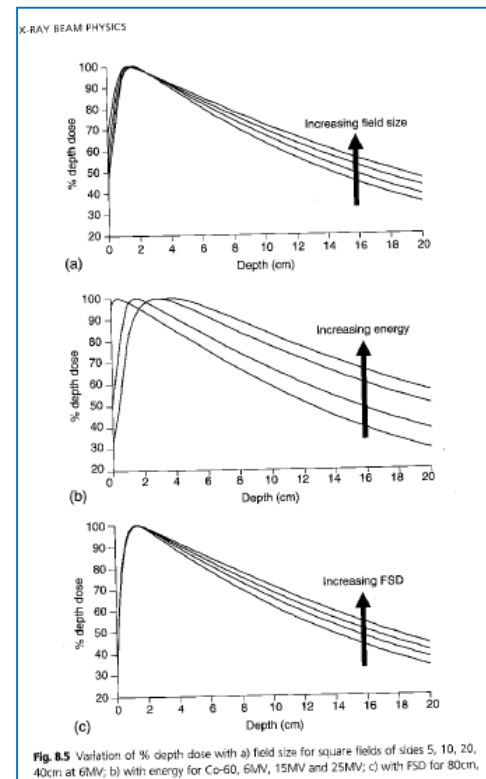 X-RAY BEAM PHYSICS
100
90
80
70
60
50
40
30
20
% depth dose
Increasing field size
0 2 4 6 8 10 12 14 16 18 20
Depth (cm)
(a)
100
90
80
70
60
50
40
30
20
% depth dose
Increasing energy
0 2 4 6 8 10 12 14 16 18 20
Depth (cm)
(b)
100
90
80
70
60
50
40
30
20
% depth dose
Increasing FSD
0 2 4 6 8 10 12 14 16 18 20
Depth (cm)
(c)
Fig. 8.5 Variation of % depth dose with a) field size for square fields of sides 5, 10, 20,
40cm at 6MV; b) with energy for Co-60, 6MV, 15MV and 25MV; c) with FSD for 80cm,